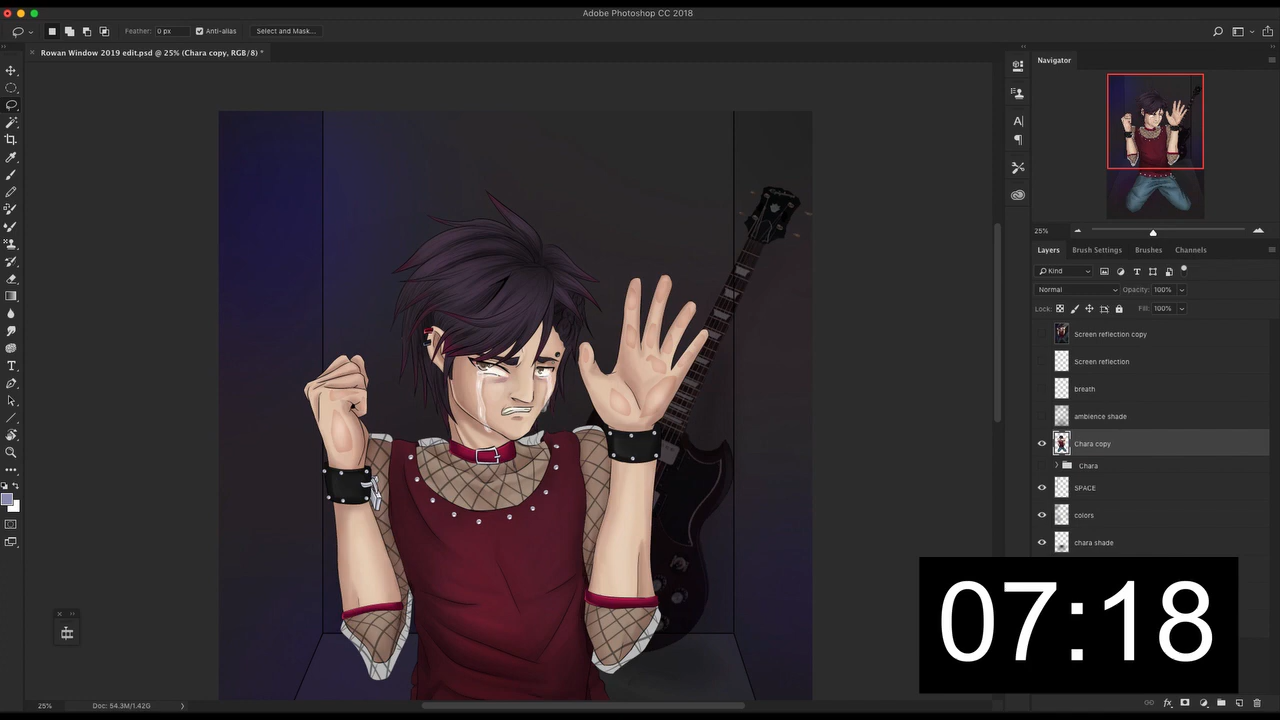 Adobe Photoshop CC 2018
Feather: 0 px
Anti-alias
Select and Mask...
Rowan Window 2019 edit.psd @ 25% (Chara copy, RGB/8) *
Navigator
25%
Layers
Brush Settings
Brushes
Channels
Kind
Normal
Opacity: 100%
Lock:
Fill: 100%
Screen reflection copy
Screen reflection
breath
ambience shade
Chara copy
Chara
SPACE
colors
chara shade
07:18
25%
Doc: 54.3M/1.42G